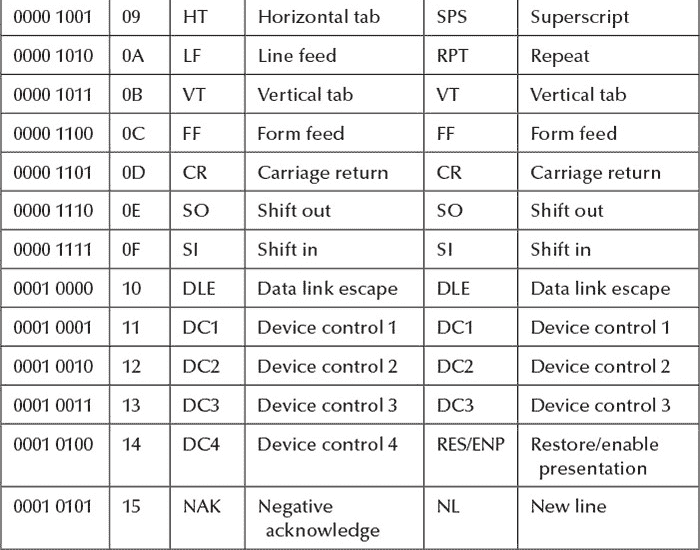 0000 1001 09 HT Horizontal tab SPS Superscript
0000 1010 0A LF Line feed RPT Repeat
0000 1011 0B VT Vertical tab VT Vertical tab
0000 1100 0C FF Form feed FF Form feed
0000 1101 0D CR Carriage return CR Carriage return
0000 1110 0E SO Shift out SO Shift out
0000 1111 0F SI Shift in SI Shift in
0001 0000 10 DLE Data link escape DLE Data link escape
0001 0001 11 DC1 Device control 1 DC1 Device control 1
0001 0010 12 DC2 Device control 2 DC2 Device control 2
0001 0011 13 DC3 Device control 3 DC3 Device control 3
0001 0100 14 DC4 Device control 4 RES/ENP Restore/enable
presentation
0001 0101 15 NAK Negative NL New line
acknowledge